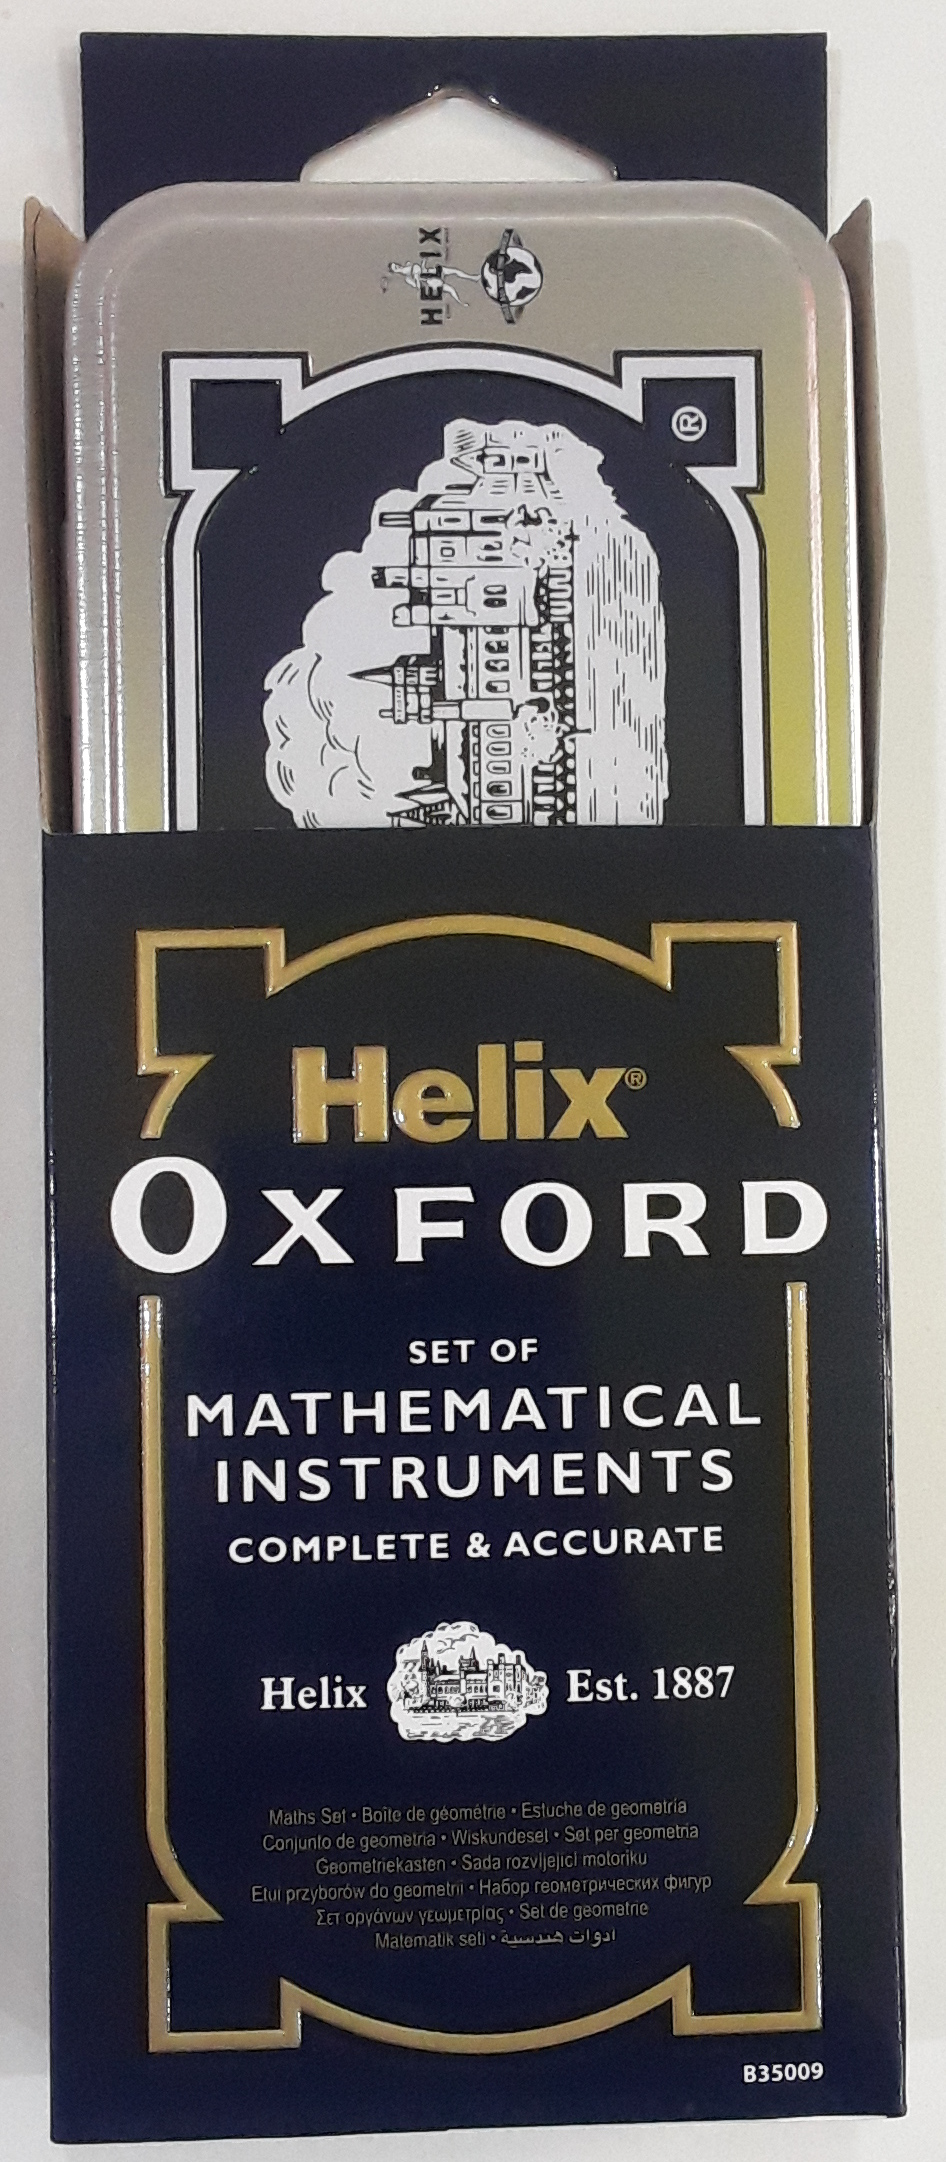 HELIX
®
Helix®
OXFORD
SET OF
MATHEMATICAL
INSTRUMENTS
COMPLETE & ACCURATE
Helix Est. 1887
Maths Set • Boîte de géométrie • Estuche de geometría
Conjunto de geometria • Wiskundeset • Set per geometria
Geometriekasten • Sada rozvíjející motoriku
Etui przyborów do geometrii • Набор геометрических фигур
Σετ οργάνων γεωμετρίας • Set de geometrie
Matematik seti • ادوات هندسية
B35009